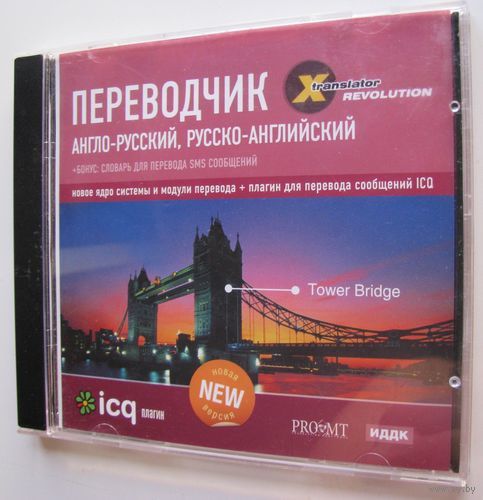 ПЕРЕВОДЧИК
Xtranslator
REVOLUTION
АНГЛО-РУССКИЙ, РУССКО-АНГЛИЙСКИЙ
+БОНУС: СЛОВАРЬ ДЛЯ ПЕРЕВОДА SMS СООБЩЕНИЙ
новое ядро системы и модули перевода + плагин для перевода сообщений ICQ
Tower Bridge
новая
NEW
версия
icq плагин
PROMT
ИДДК